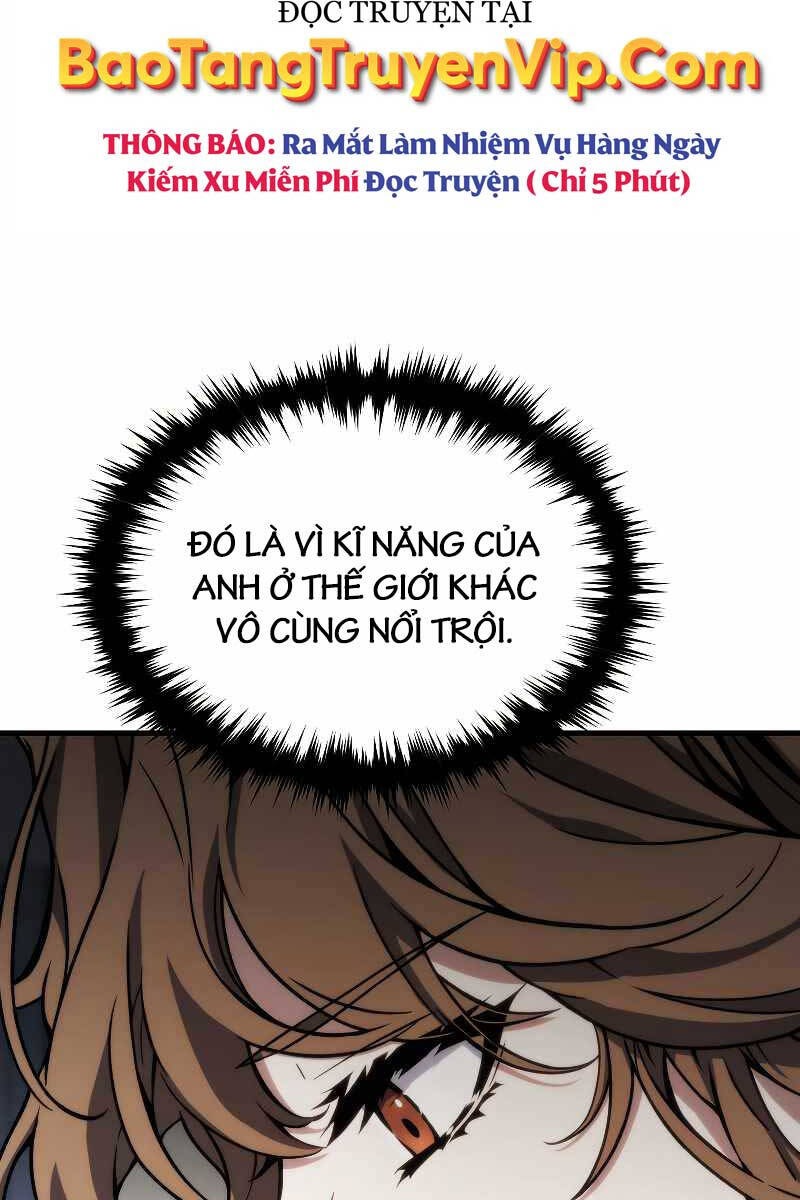 ĐỌC TRUYỆN TẠI
BaoTangTruyenVip.Com
THÔNG BÁO: Ra Mắt Làm Nhiệm Vụ Hàng Ngày
Kiếm Xu Miễn Phí Đọc Truyện ( Chỉ 5 Phút)
ĐÓ LÀ VÌ KĨ NĂNG CỦA
ANH Ở THẾ GIỚI KHÁC
VÔ CÙNG NỔI TRỘI.